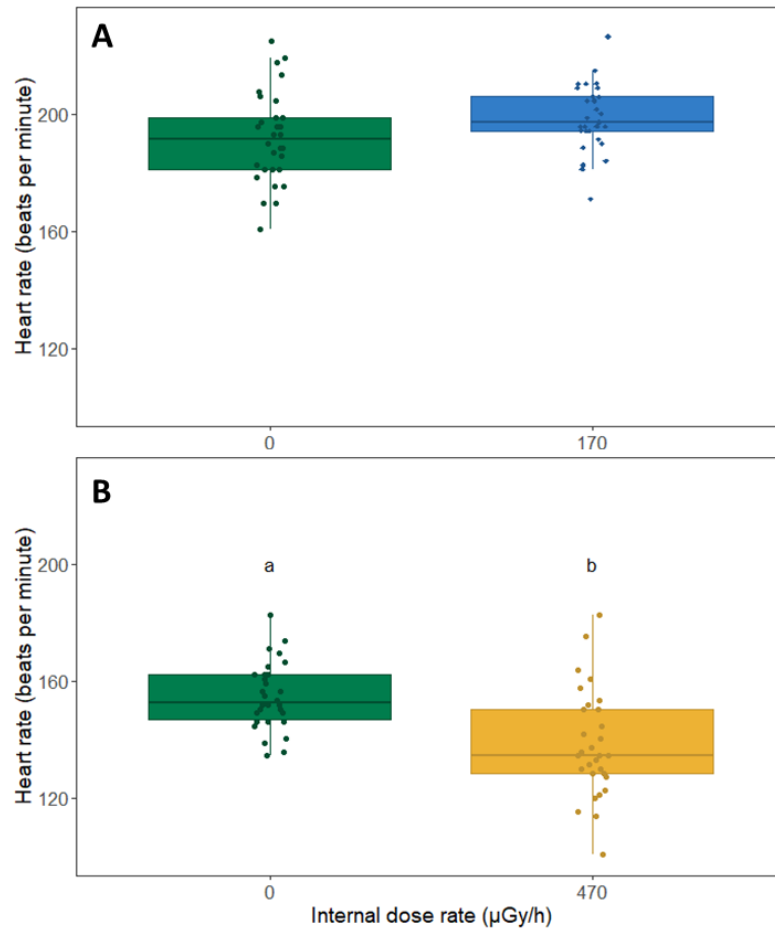 A
Heart rate (beats per minute)
200
160
120
0
170
B
Heart rate (beats per minute)
200
160
120
a
b
0
470
Internal dose rate (µGy/h)